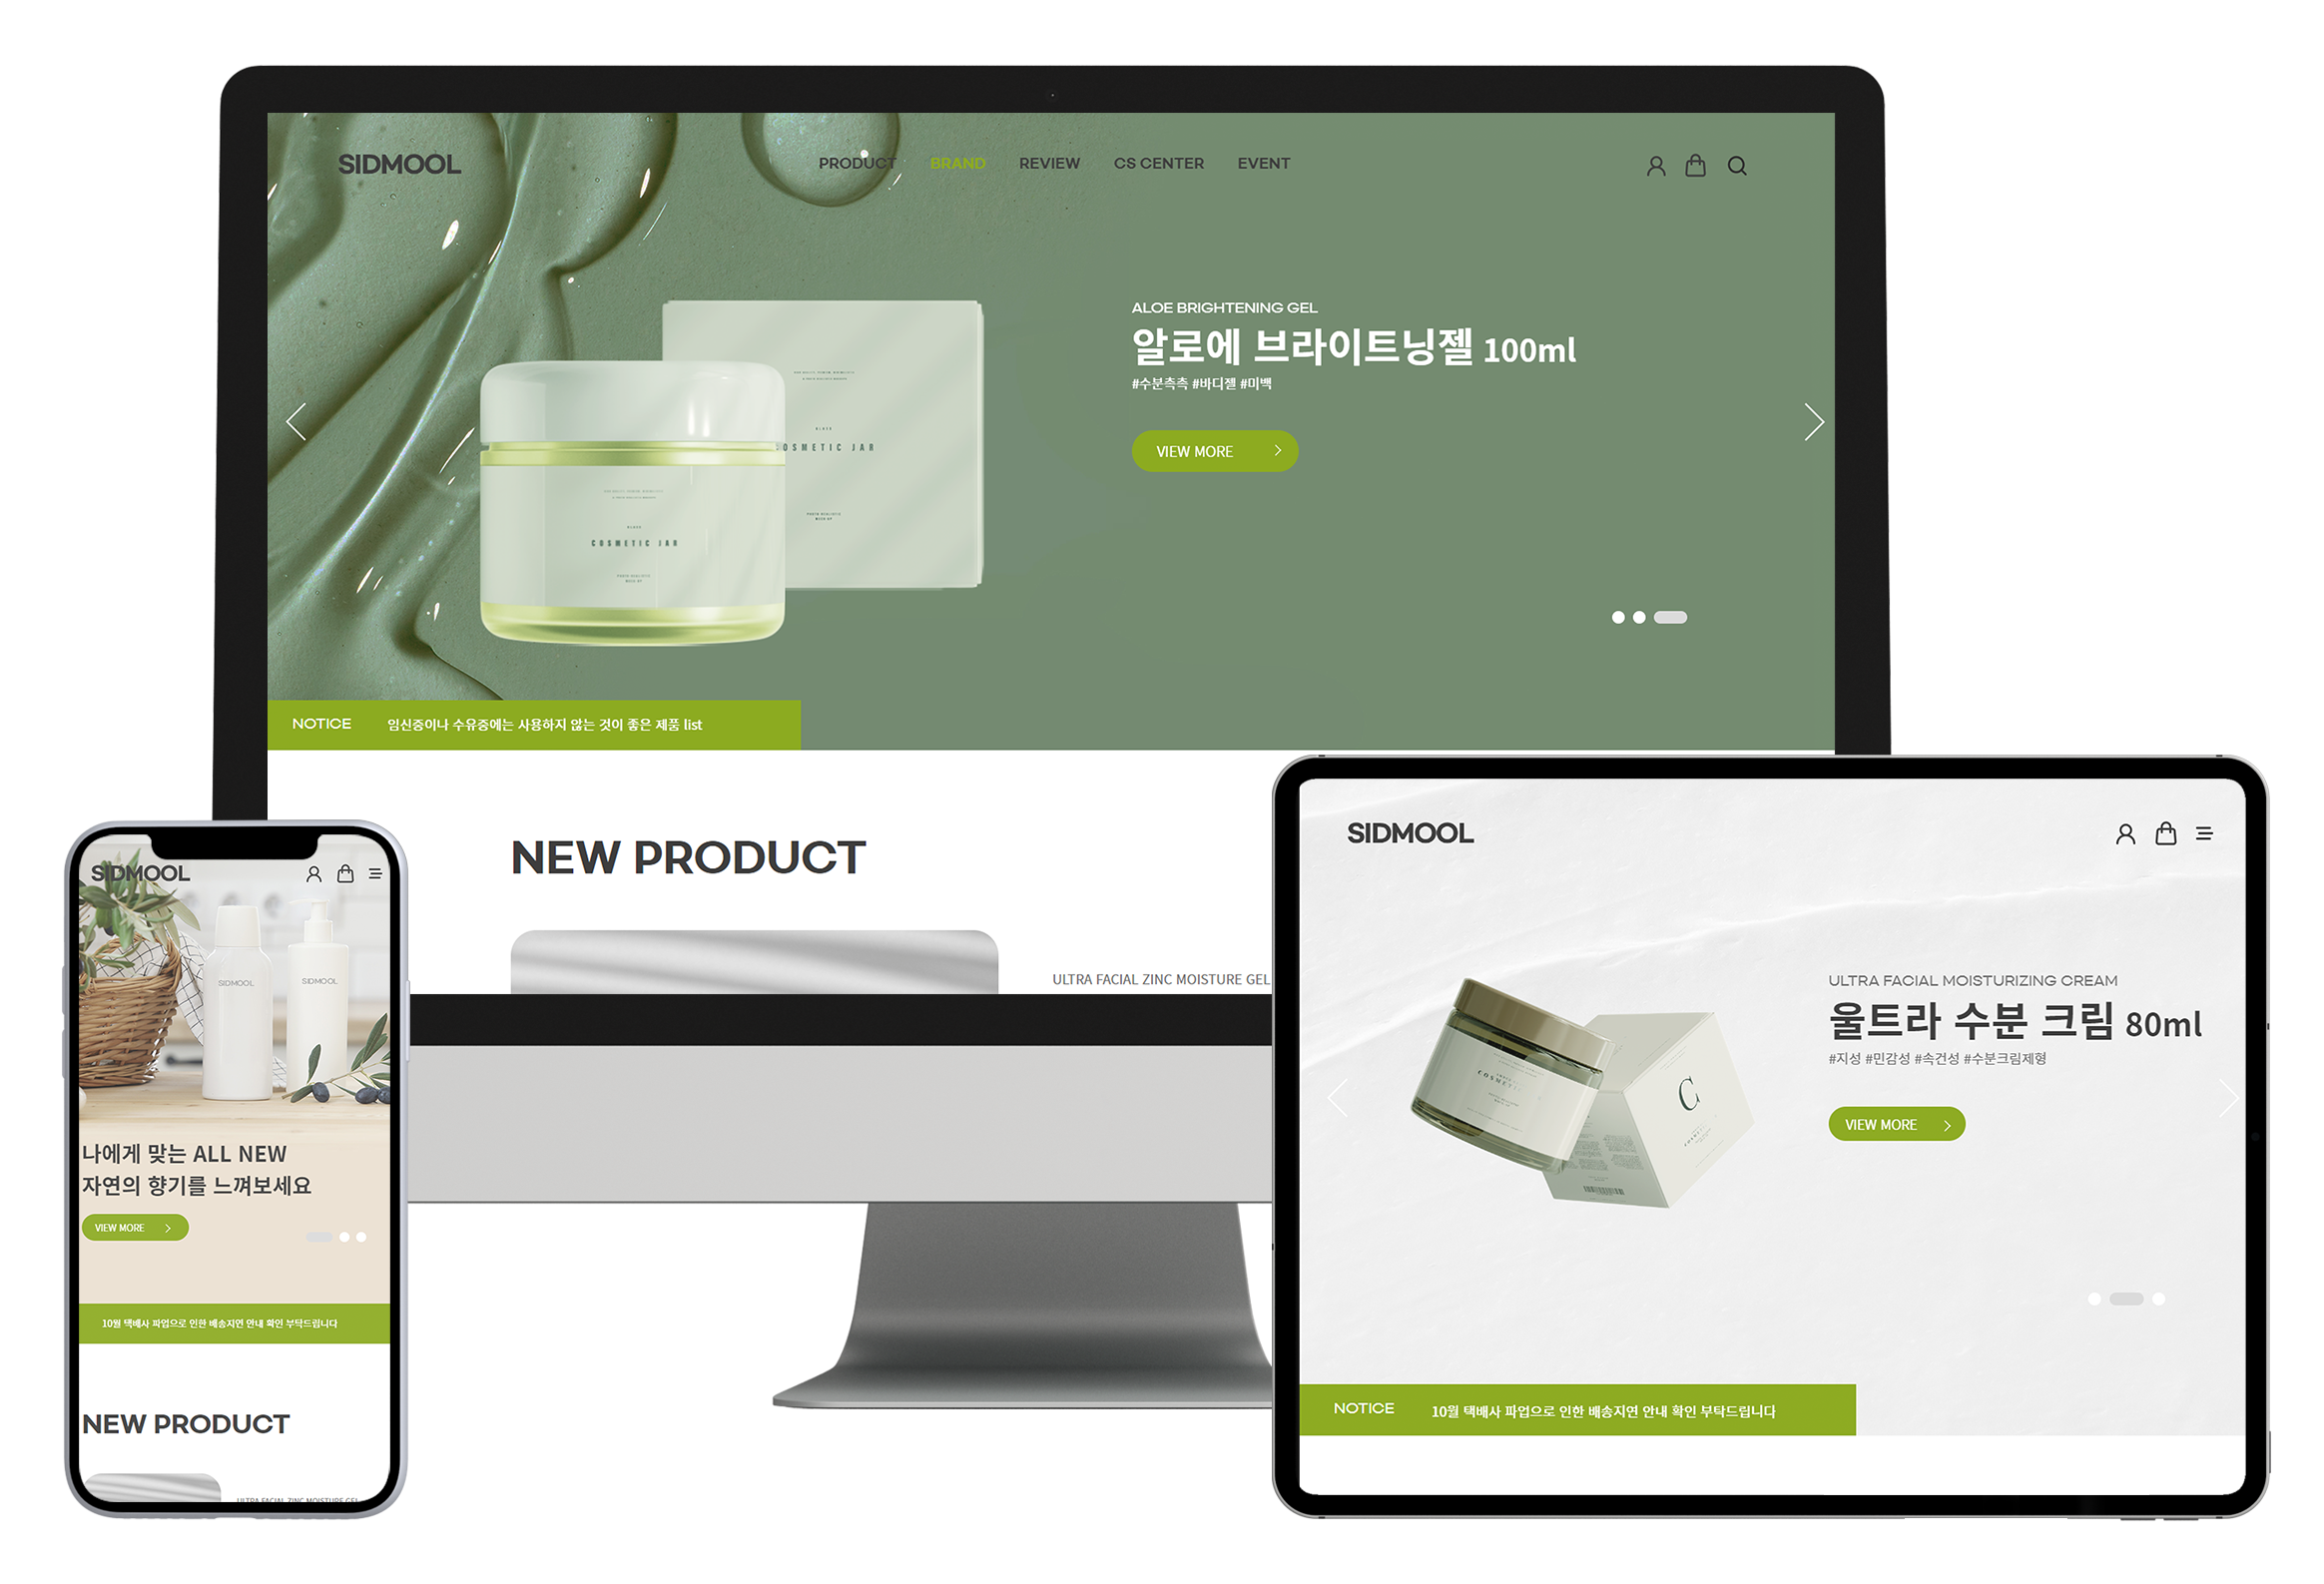 SIDMOOL
PRODUCT BRAND REVIEW CS CENTER EVENT
ALOE BRIGHTENING GEL
알로에 브라이트닝젤 100ml
#수분측측 #바디젤 #미백
VIEW MORE
COSMETIC JAR
COSMETIC JAR
NOTICE 임신중이나 수유중에는 사용하지 않는 것이 좋은 제품 list
NEW PRODUCT
ULTRA FACIAL ZINC MOISTURE GEL
SIDMOOL
SIDMOOL
SIDMOOL
나에게 맞는 ALL NEW
자연의 향기를 느껴보세요
VIEW MORE
10월 택배사 파업으로 인한 배송지연 안내 확인 부탁드립니다
NEW PRODUCT
ULTRA FACIAL ZINC MOISTURE GEL
SIDMOOL
ULTRA FACIAL MOISTURIZING CREAM
울트라 수분 크림 80ml
#지성 #민감성 #속건성 #수분크림제형
VIEW MORE
C
NOTICE 10월 택배사 파업으로 인한 배송지연 안내 확인 부탁드립니다